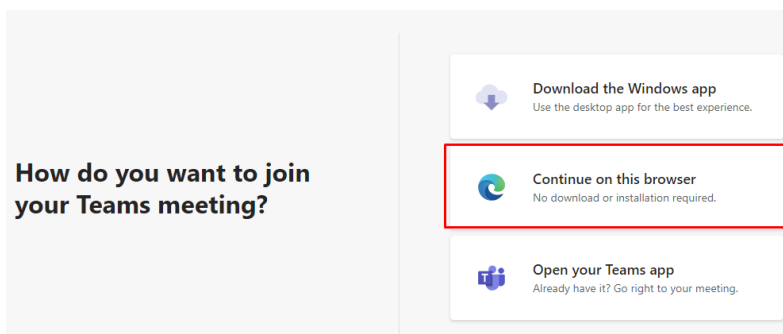 How do you want to join
your Teams meeting?
Download the Windows app
Use the desktop app for the best experience.
Continue on this browser
No download or installation required.
Open your Teams app
Already have it? Go right to your meeting.